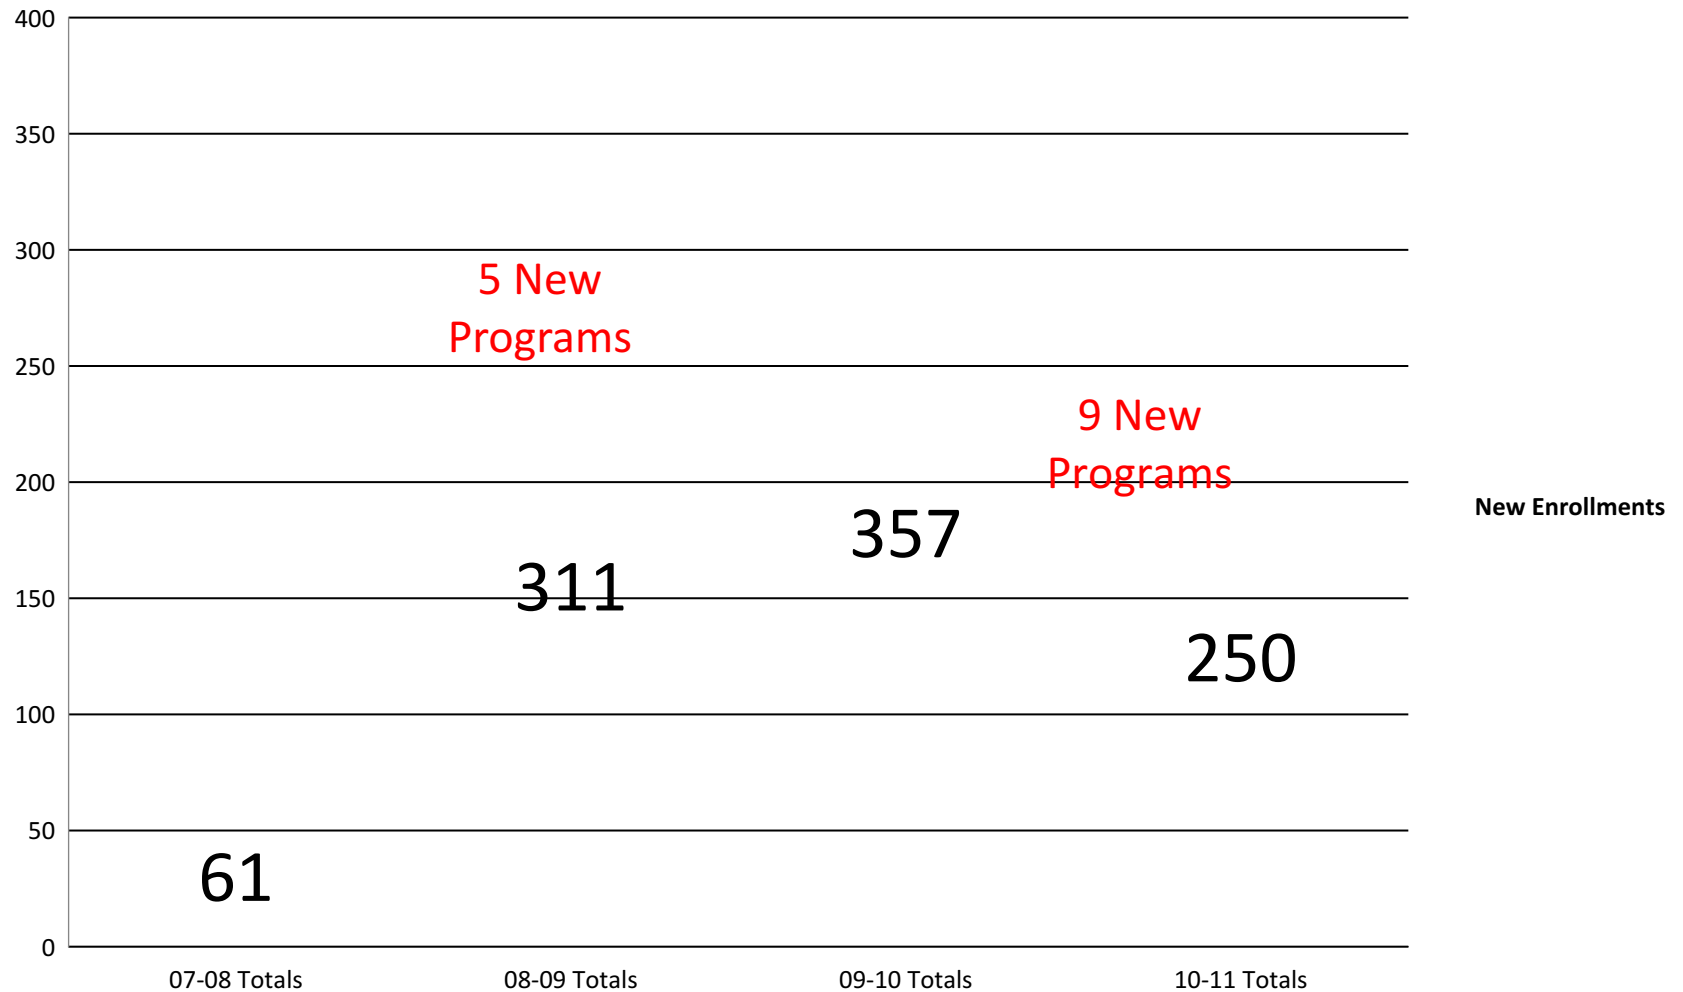 400
350
300
5 New
Programs
250
9 New
Programs
200
New Enrollments
357
311
150
250
100
50
61
0
07-08 Totals
08-09 Totals
09-10 Totals
10-11 Totals